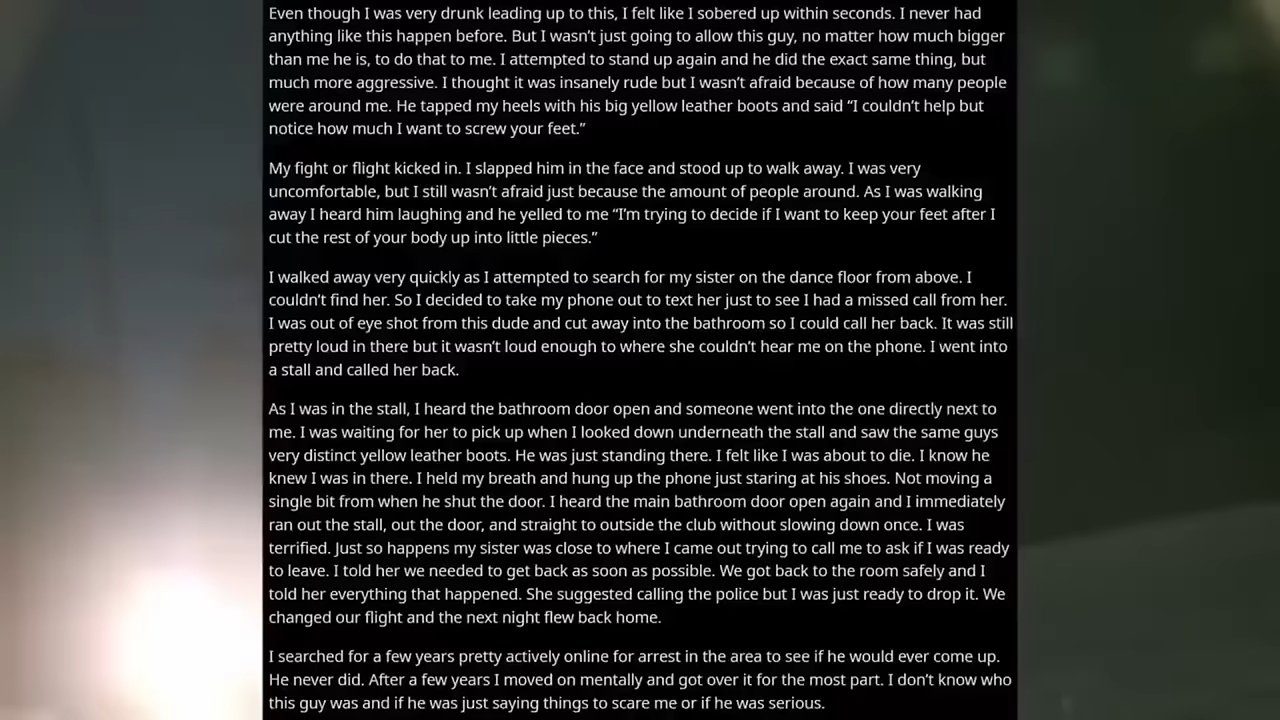 Even though I was very drunk leading up to this, I felt like I sobered up within seconds. I never had
anything like this happen before. But I wasn’t just going to allow this guy, no matter how much bigger
than me he is, to do that to me. I attempted to stand up again and he did the exact same thing, but
much more aggressive. I thought it was insanely rude but I wasn’t afraid because of how many people
were around me. He tapped my heels with his big yellow leather boots and said “I couldn’t help but
notice how much I want to screw your feet.”
My fight or flight kicked in. I slapped him in the face and stood up to walk away. I was very
uncomfortable, but I still wasn’t afraid just because the amount of people around. As I was walking
away I heard him laughing and he yelled to me “I’m trying to decide if I want to keep your feet after I
cut the rest of your body up into little pieces.”
I walked away very quickly as I attempted to search for my sister on the dance floor from above. I
couldn’t find her. So I decided to take my phone out to text her just to see I had a missed call from her.
I was out of eye shot from this dude and cut away into the bathroom so I could call her back. It was still
pretty loud in there but it wasn’t loud enough to where she couldn’t hear me on the phone. I went into
a stall and called her back.
As I was in the stall, I heard the bathroom door open and someone went into the one directly next to
me. I was waiting for her to pick up when I looked down underneath the stall and saw the same guys
very distinct yellow leather boots. He was just standing there. I felt like I was about to die. I know he
knew I was in there. I held my breath and hung up the phone just staring at his shoes. Not moving a
single bit from when he shut the door. I heard the main bathroom door open again and I immediately
ran out the stall, out the door, and straight to outside the club without slowing down once. I was
terrified. Just so happens my sister was close to where I came out trying to call me to ask if I was ready
to leave. I told her we needed to get back as soon as possible. We got back to the room safely and I
told her everything that happened. She suggested calling the police but I was just ready to drop it. We
changed our flight and the next night flew back home.
I searched for a few years pretty actively online for arrest in the area to see if he would ever come up.
He never did. After a few years I moved on mentally and got over it for the most part. I don’t know who
this guy was and if he was just saying things to scare me or if he was serious.